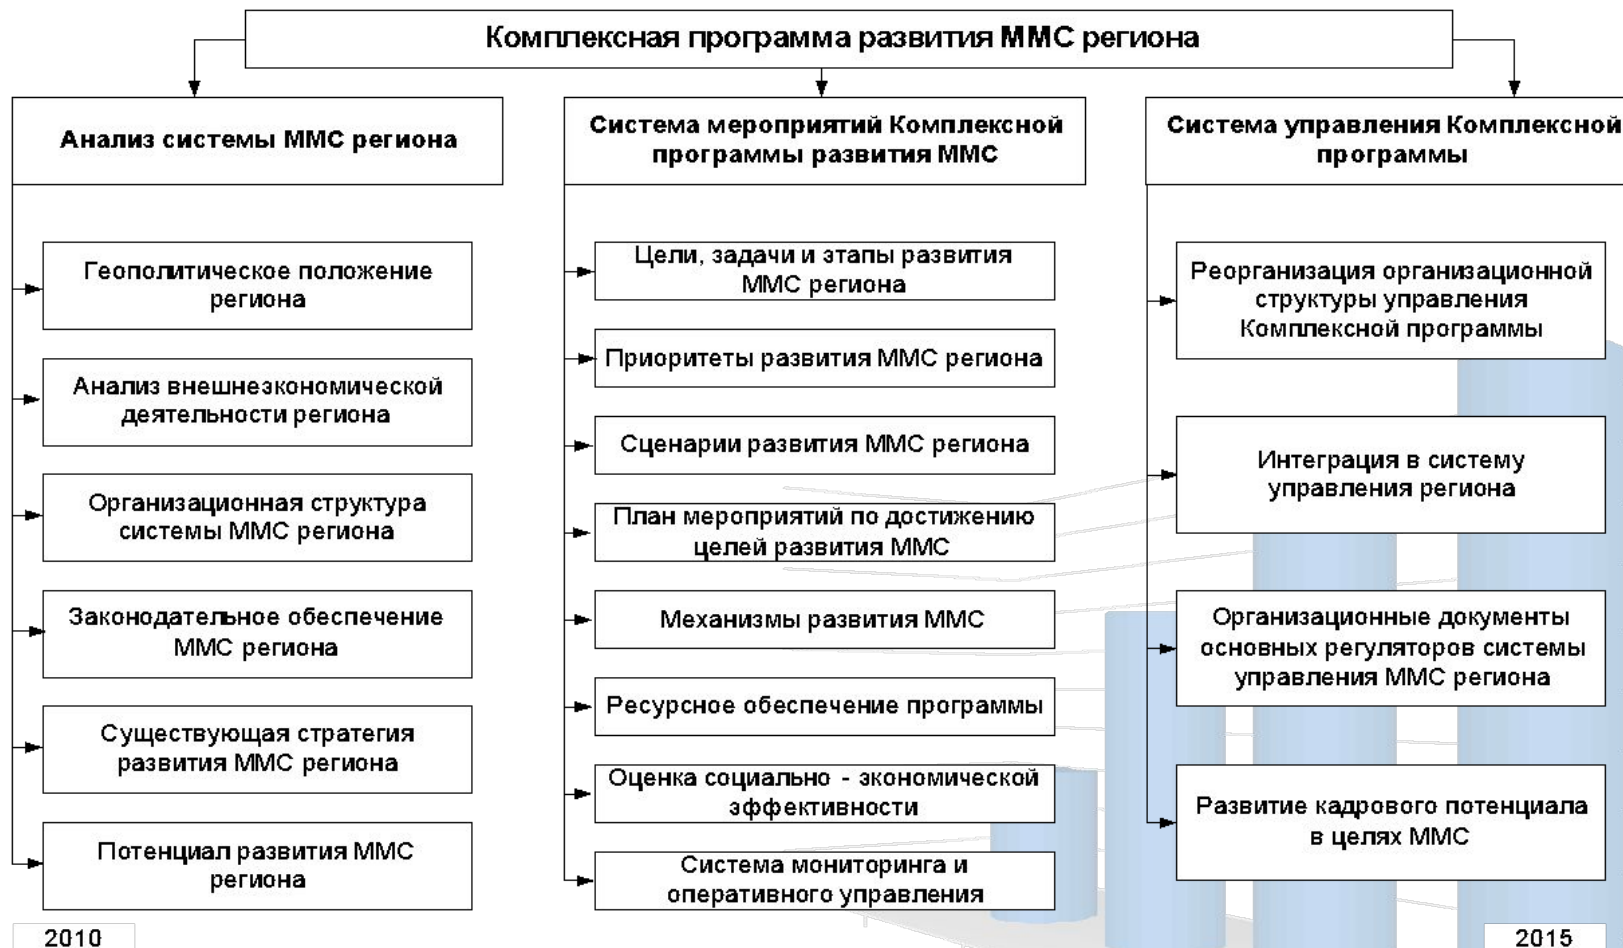 Комплексная программа развития ММС региона
Анализ системы ММС региона
Геополитическое положение
региона
Анализ внешнезкономической
деятельности региона
Организационная структура
системы ММС региона
Законодательное обеспечение
ММС региона
Существующая стратегия
развития ММС региона
Потенциал развития ММС
региона
Система мероприятий Комплексной
программы развития ММС
Цели, задачи и этапы развития
ММС региона
Приоритеты развития ММС региона
Сценарии развития ММС региона
План мероприятий по достижению
целей развития ММС
Механизмы развития ММС
Ресурсное обеспечение программы
Оценка социально - экономической
эффективности
Система мониторинга и
оперативного управления
Система управления Комплексной
программы
Реорганизация организационной
структуры управления
Комплексной программы
Интеграция в систему
управления региона
Организационные документы
основных регуляторов системы
управления ММС региона
Развитие кадрового потенциала
в целях ММС
2010
2015